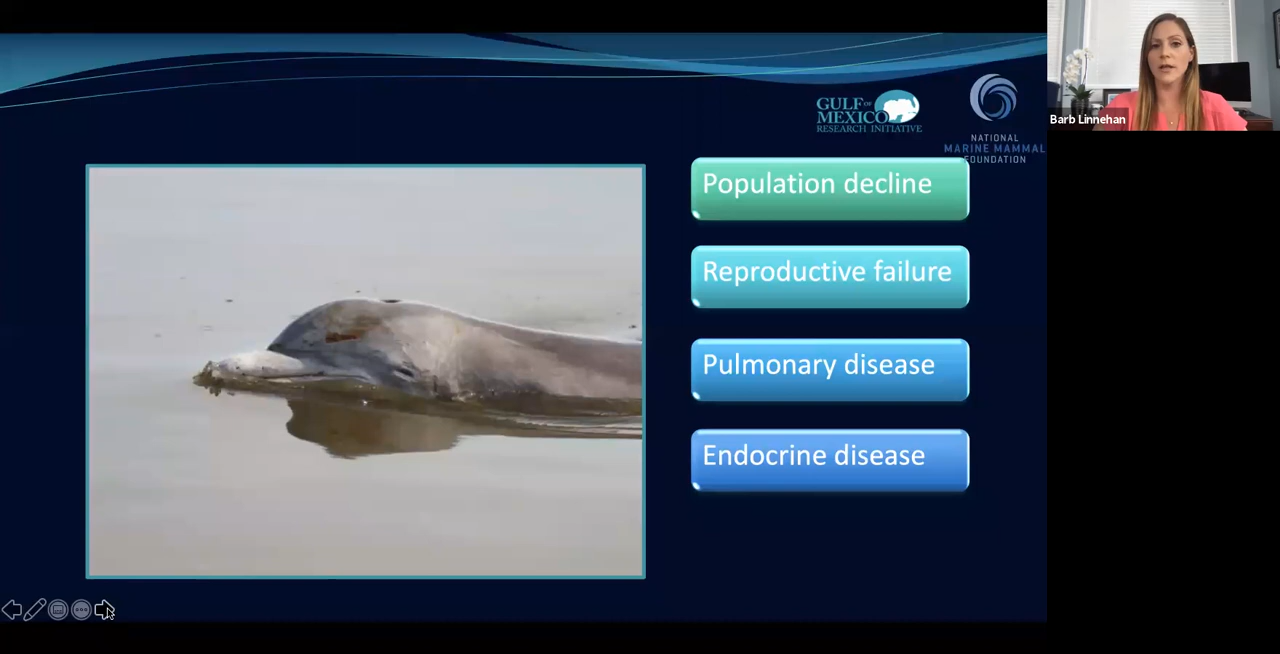 GULF OF
MEXICO
RESEARCH INITIATIVE
NATIONAL
MARINE MAMMAL
FOUNDATION
Barb Linnehan
Population decline
Reproductive failure
Pulmonary disease
Endocrine disease